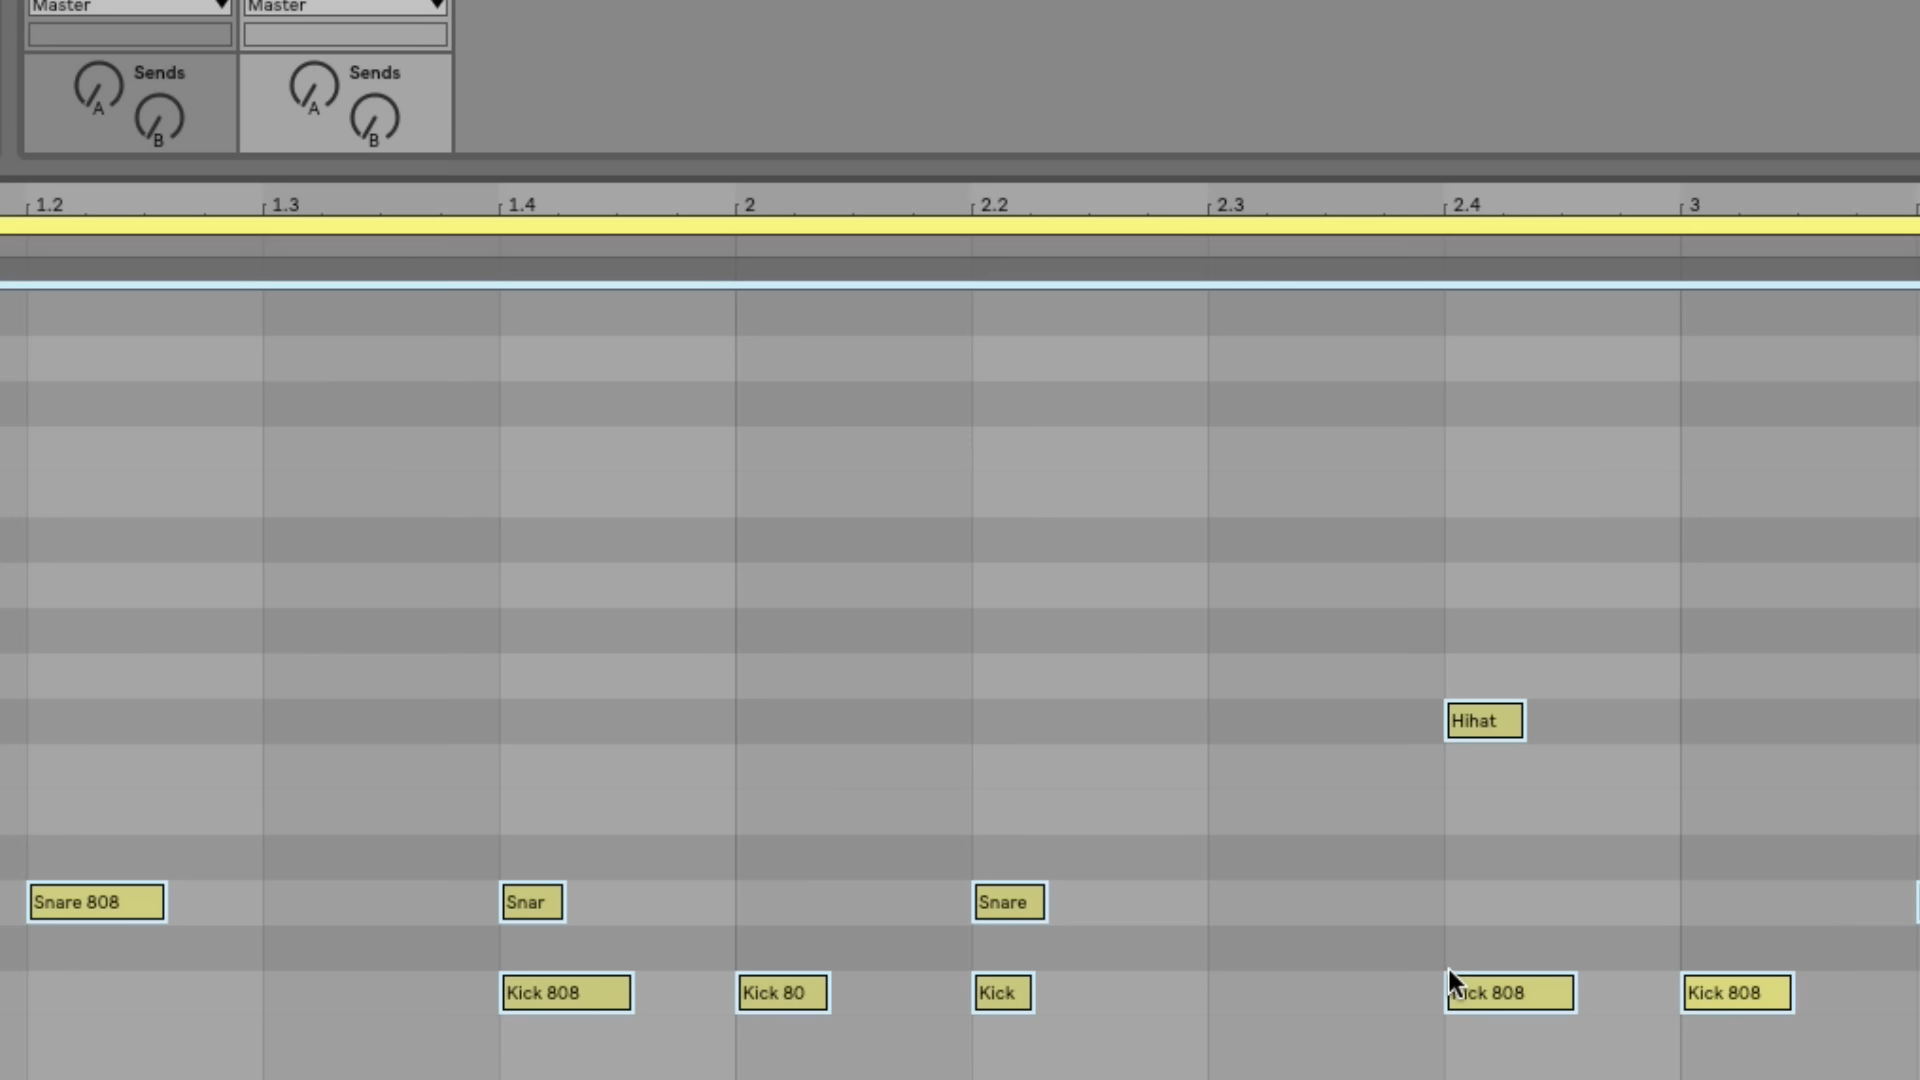 Master Master
Sends Sends
A A
B B
1.2 1.3 1.4 2 2.2 2.3 2.4 3
Hihat
Snare 808 Snar Snare
Kick 808 Kick 80 Kick ick 808 Kick 808